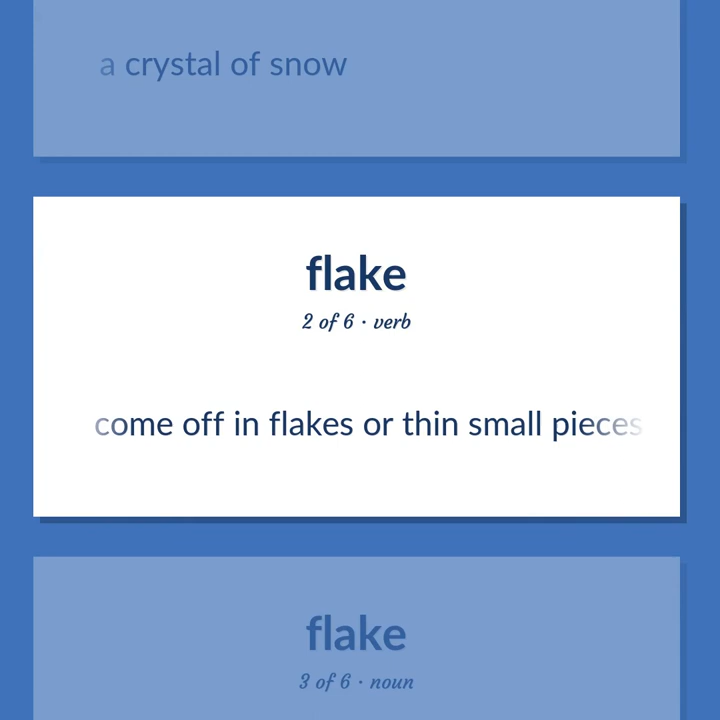 a crystal of snow
flake
2 of 6 · verb
come off in flakes or thin small pieces
flake
3 of 6 · noun